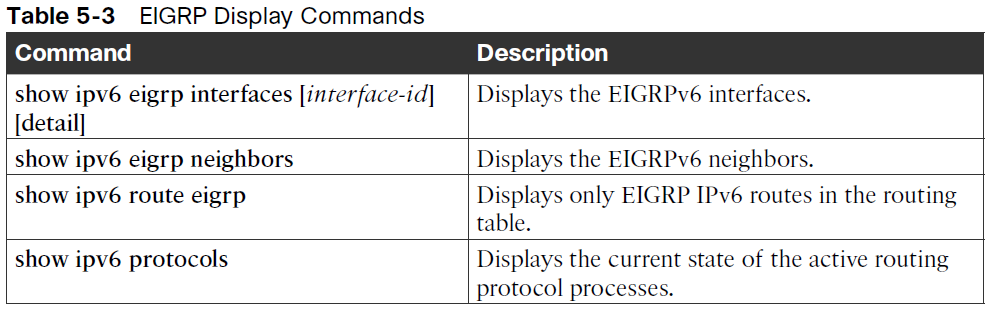 Table 5-3 EIGRP Display Commands
Command Description
show ipv6 eigrp interfaces [interface-id] Displays the EIGRPv6 interfaces.
[detail]
show ipv6 eigrp neighbors Displays the EIGRPv6 neighbors.
show ipv6 route eigrp Displays only EIGRP IPv6 routes in the routing
table.
show ipv6 protocols Displays the current state of the active routing
protocol processes.